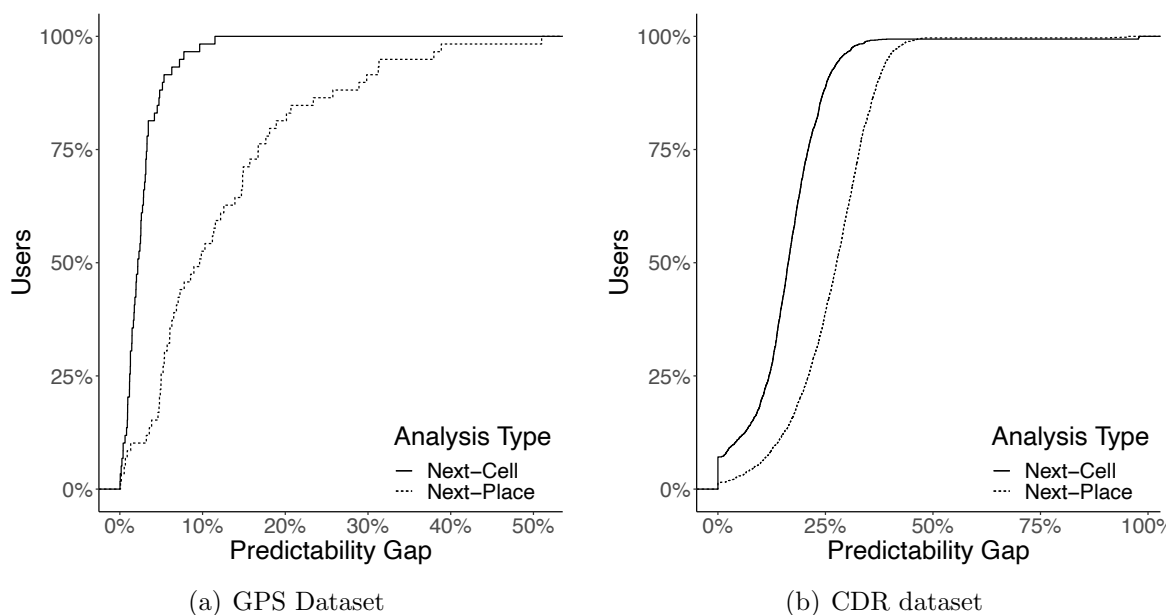 100%
75%
50%
25%
0%
Users
Analysis Type
Next−Cell
Next−Place
0% 10% 20% 30% 40% 50%
Predictability Gap
(a) GPS Dataset
100%
75%
50%
25%
0%
Users
Analysis Type
Next−Cell
Next−Place
0% 25% 50% 75% 100%
Predictability Gap
(b) CDR dataset